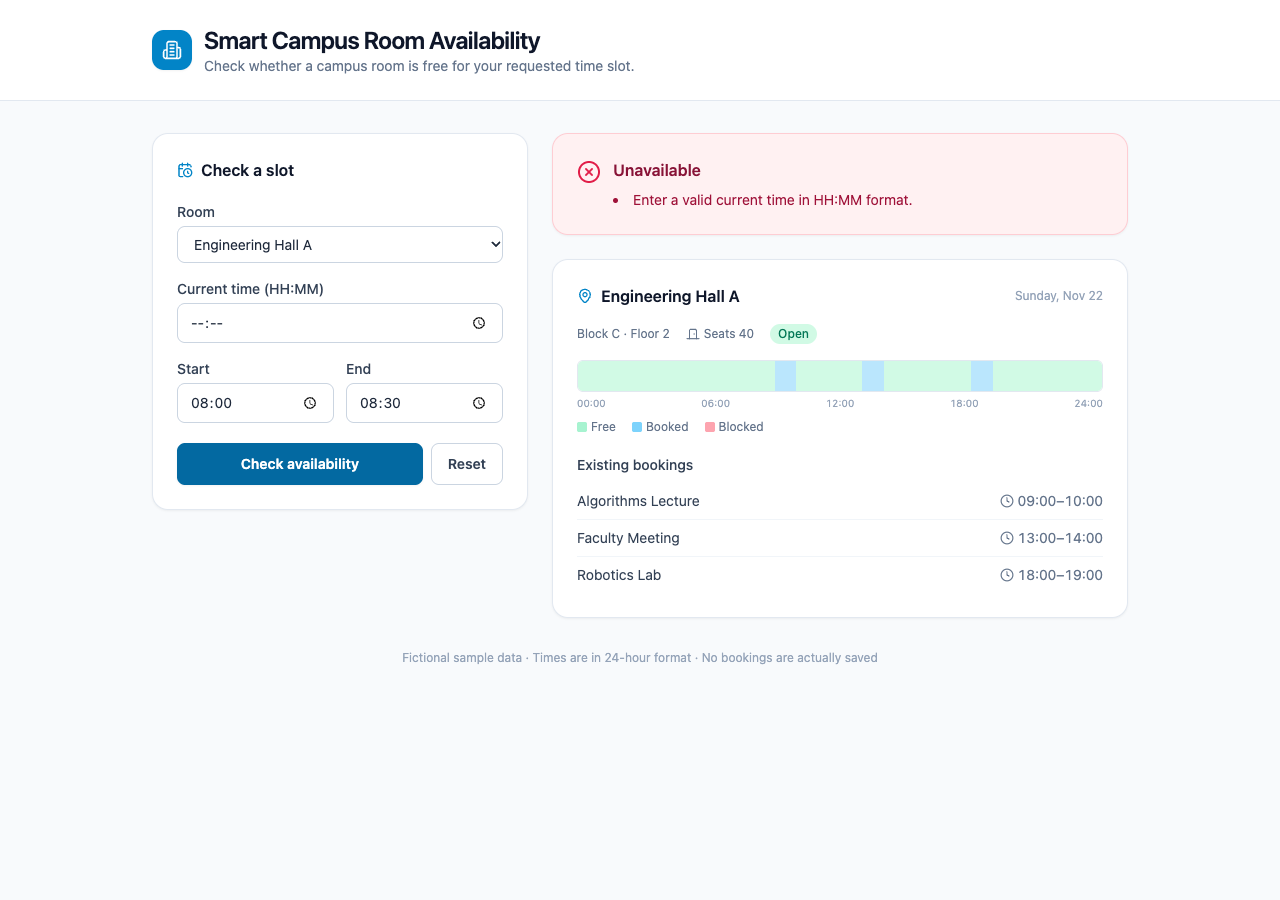 Smart Campus Room Availability
Check whether a campus room is free for your requested time slot.
Check a slot
Room
Engineering Hall A
Current time (HH:MM)
--:--
Start
End
08:00
08:30
Check availability
Reset
Unavailable
• Enter a valid current time in HH:MM format.
Engineering Hall A
Sunday, Nov 22
Block C · Floor 2
Seats 40
Open
00:00 06:00 12:00 18:00 24:00
Free Booked Blocked
Existing bookings
Algorithms Lecture 09:00–10:00
Faculty Meeting 13:00–14:00
Robotics Lab 18:00–19:00
Fictional sample data · Times are in 24-hour format · No bookings are actually saved